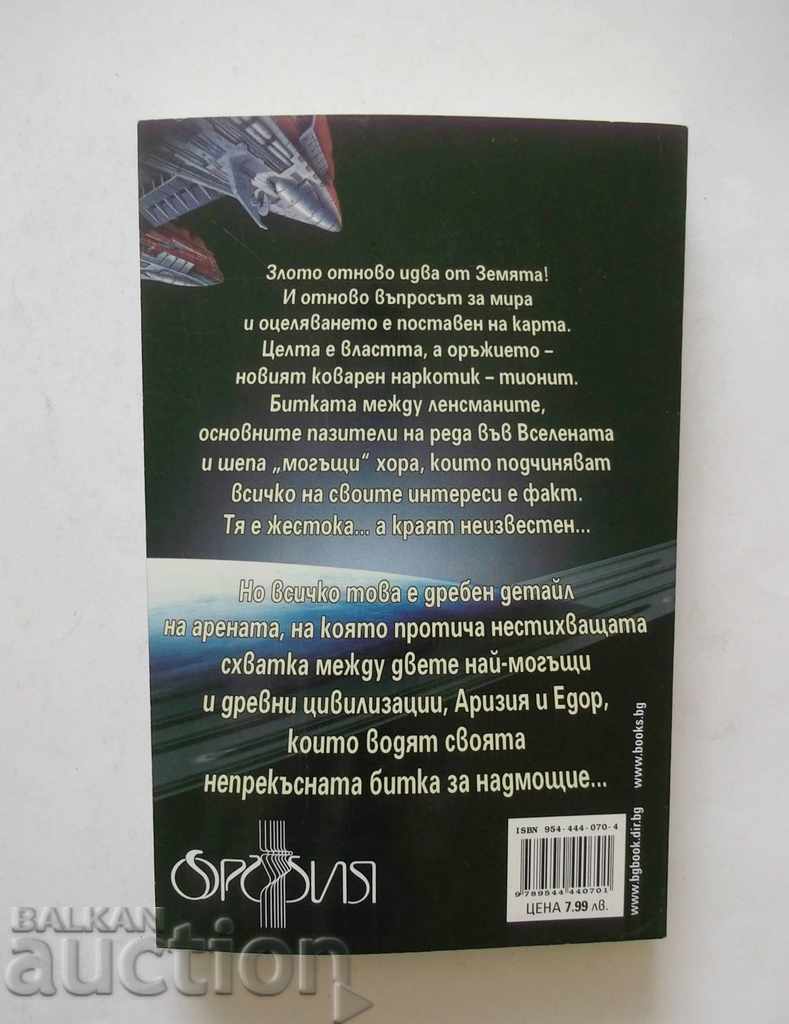 Злото отново идва от Земята!
И отново въпросът за мира
и оцеляването е поставен на карта.
Целта е властта, а оръжието –
новият коварен наркотик – тионит.
Битката между ленсманите,
основните пазители на реда във Вселената
и шепа „могъщи“ хора, които подчиняват
всичко на своите интереси е факт.
Тя е жестока... а краят неизвестен...
Но всичко това е дребен детайл
на арената, на която протича нестихващата
схватка между двете най-могъщи
и древни цивилизации, Аризия и Едор,
които водят своята
непрекъсната битка за надмощие...
www.bgbook.dir.bg www.books.bg
ISBN 954-444-070-4
9 789544 440701
ЦЕНА 7.99 лв.
ОРФИЯ
BALKAN
auction